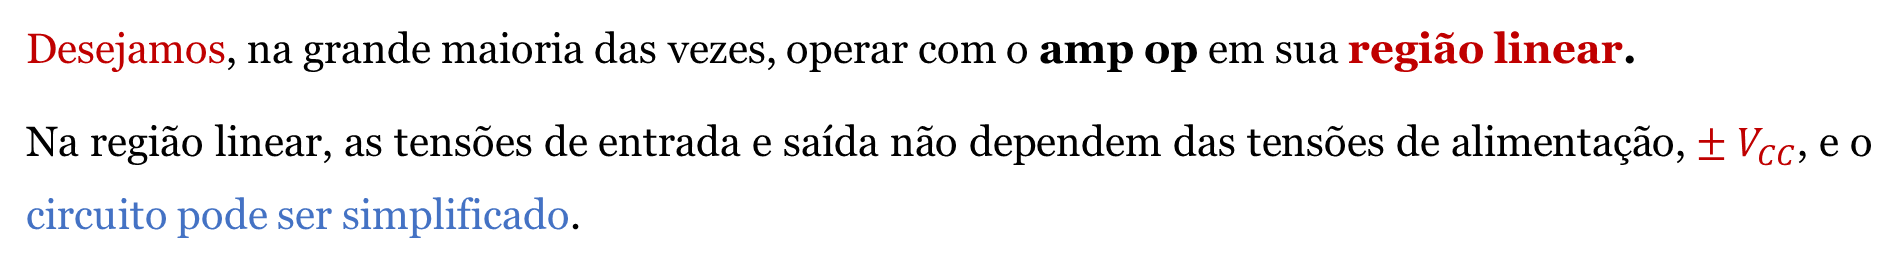 Desejamos, na grande maioria das vezes, operar com o amp op em sua região linear.
Na região linear, as tensões de entrada e saída não dependem das tensões de alimentação, ± V_CC, e o
circuito pode ser simplificado.